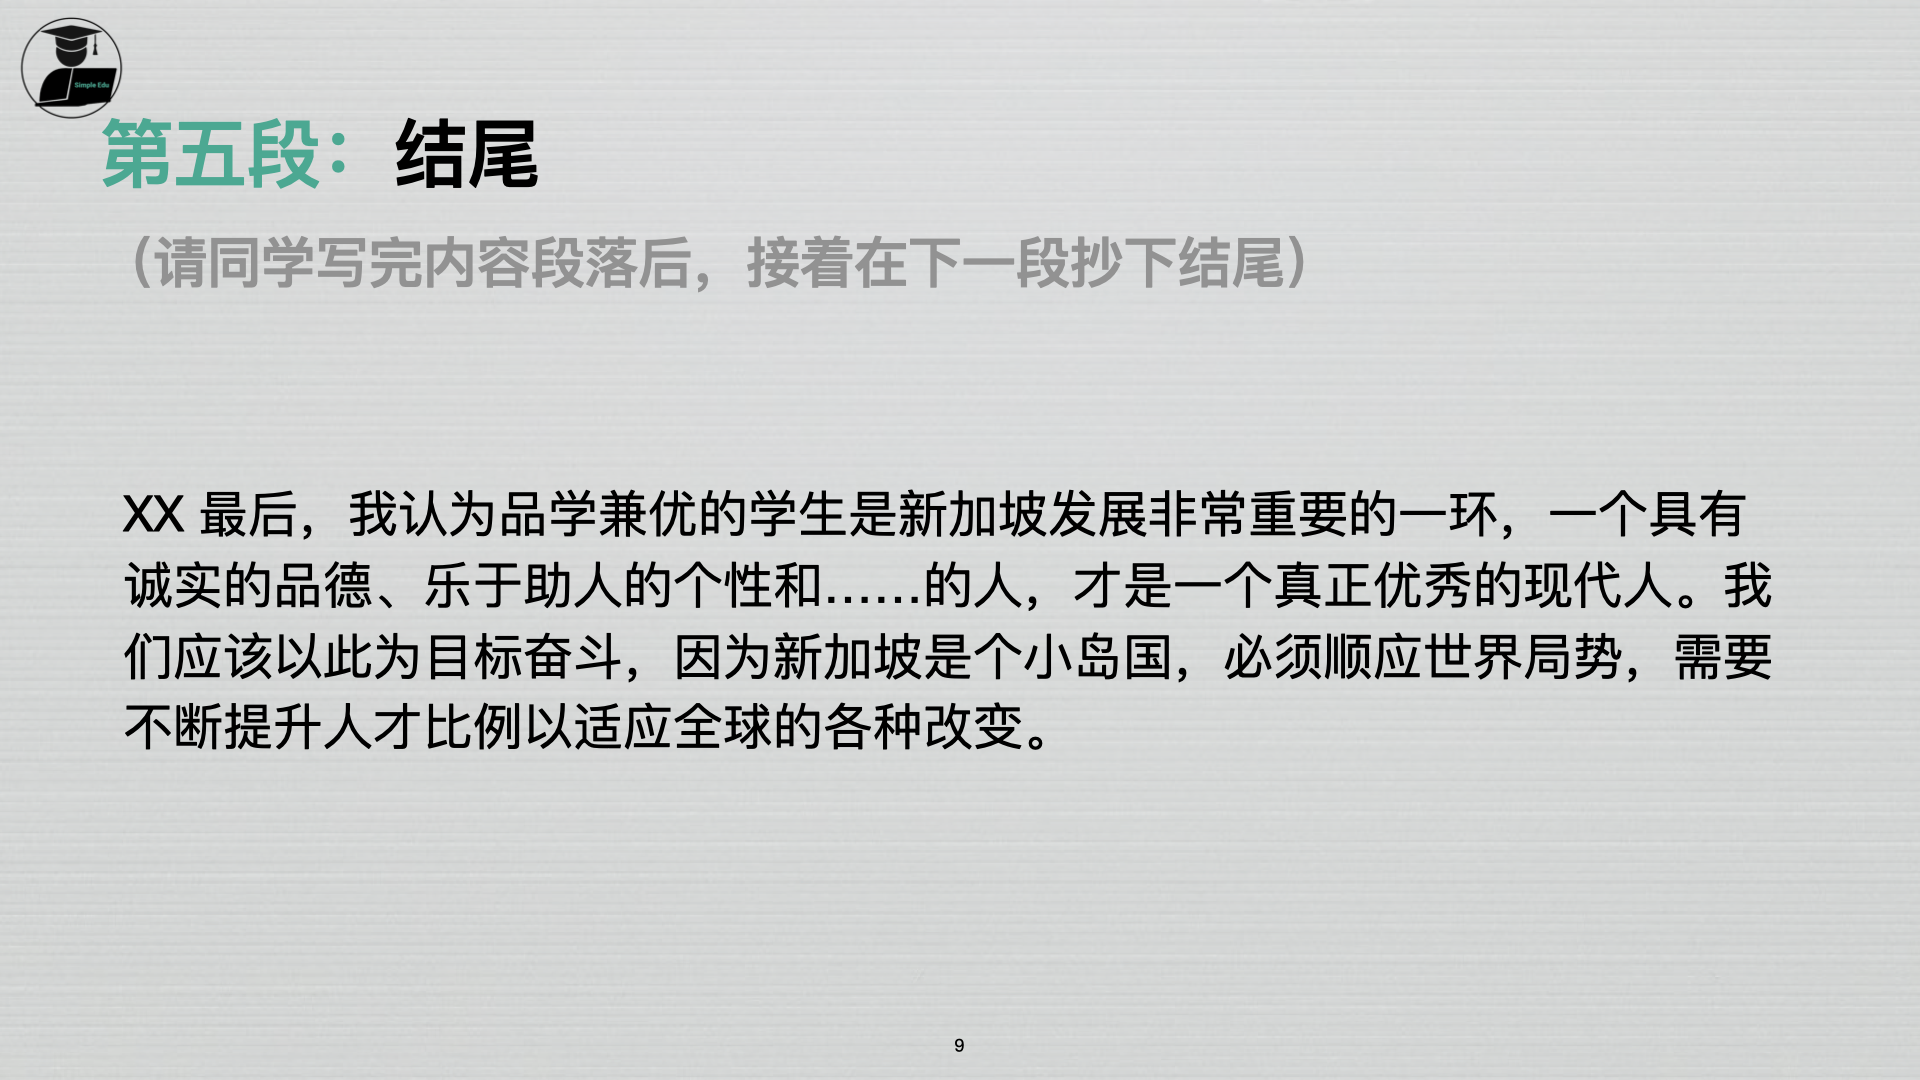 Simple Edu
第五段：结尾
（请同学写完内容段落后，接着在下一段抄下结尾）
XX 最后，我认为品学兼优的学生是新加坡发展非常重要的一环，一个具有
诚实的品德、乐于助人的个性和……的人，才是一个真正优秀的现代人。我
们应该以此为目标奋斗，因为新加坡是个小岛国，必须顺应世界局势，需要
不断提升人才比例以适应全球的各种改变。
9